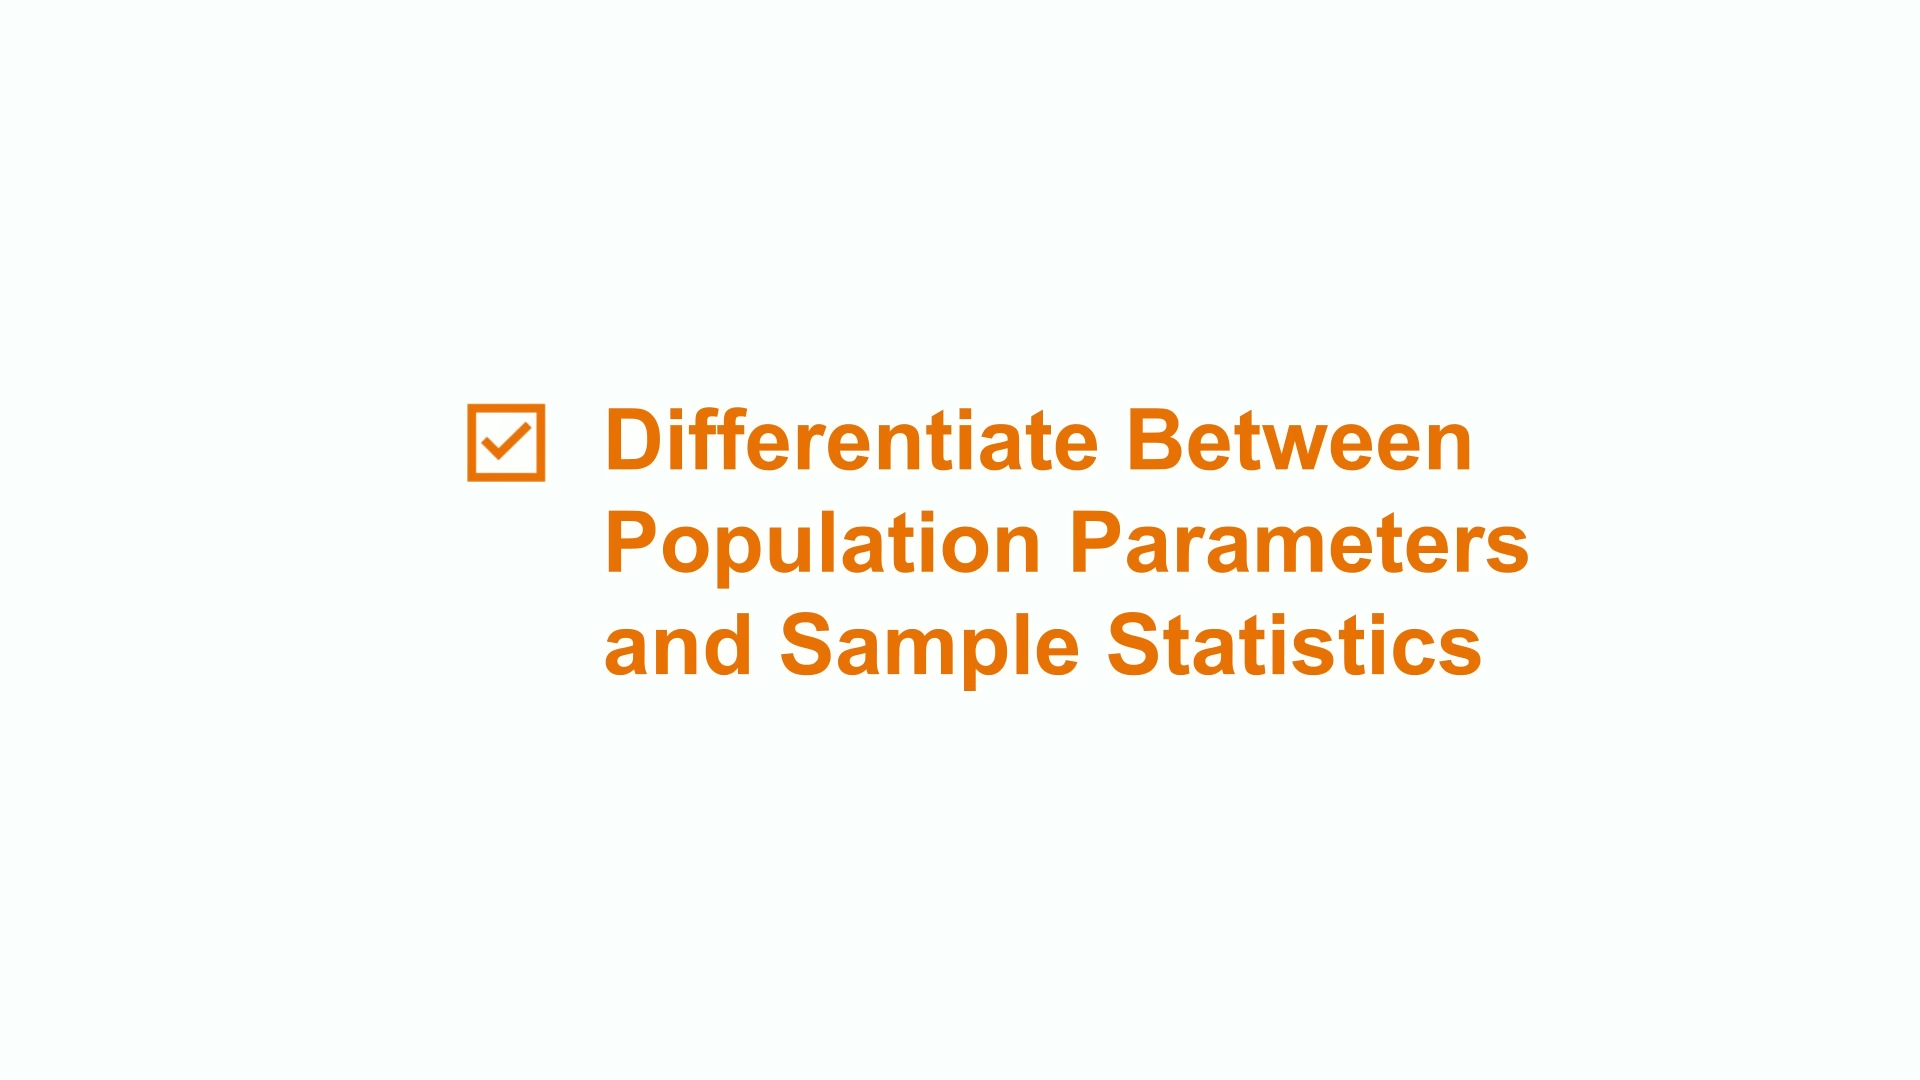 Differentiate Between
Population Parameters
and Sample Statistics